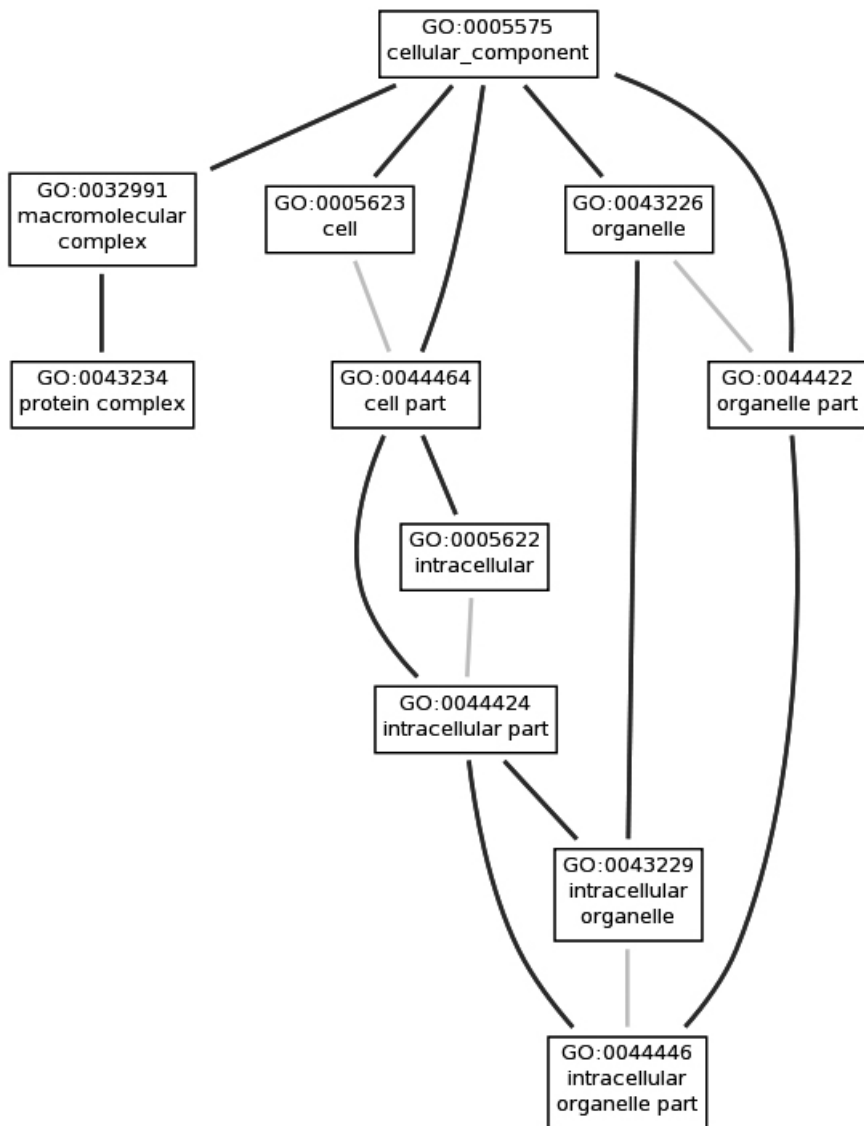 GO:0005575
cellular_component
GO:0032991
macromolecular
complex
GO:0005623
cell
GO:0043226
organelle
GO:0043234
protein complex
GO:0044464
cell part
GO:0044422
organelle part
GO:0005622
intracellular
GO:0044424
intracellular part
GO:0043229
intracellular
organelle
GO:0044446
intracellular
organelle part